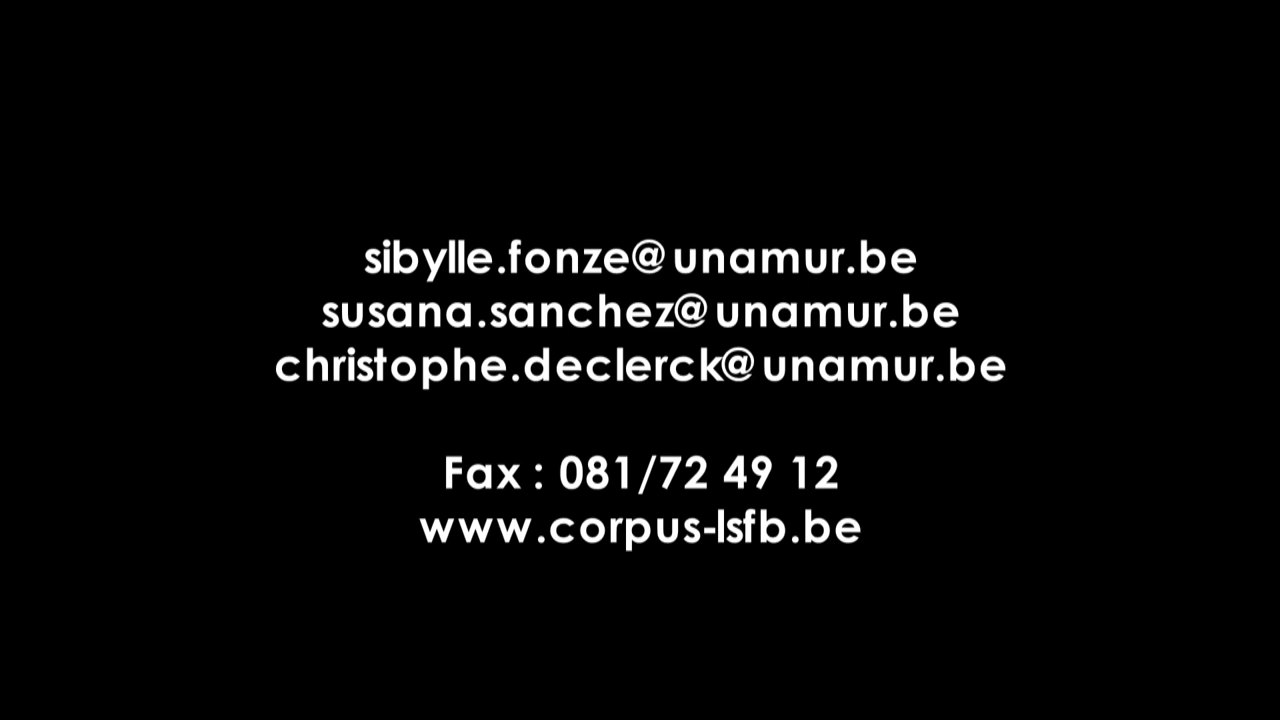 sibylle.fonze@unamur.be
susana.sanchez@unamur.be
christophe.declerck@unamur.be
Fax : 081/72 49 12
www.corpus-lsfb.be